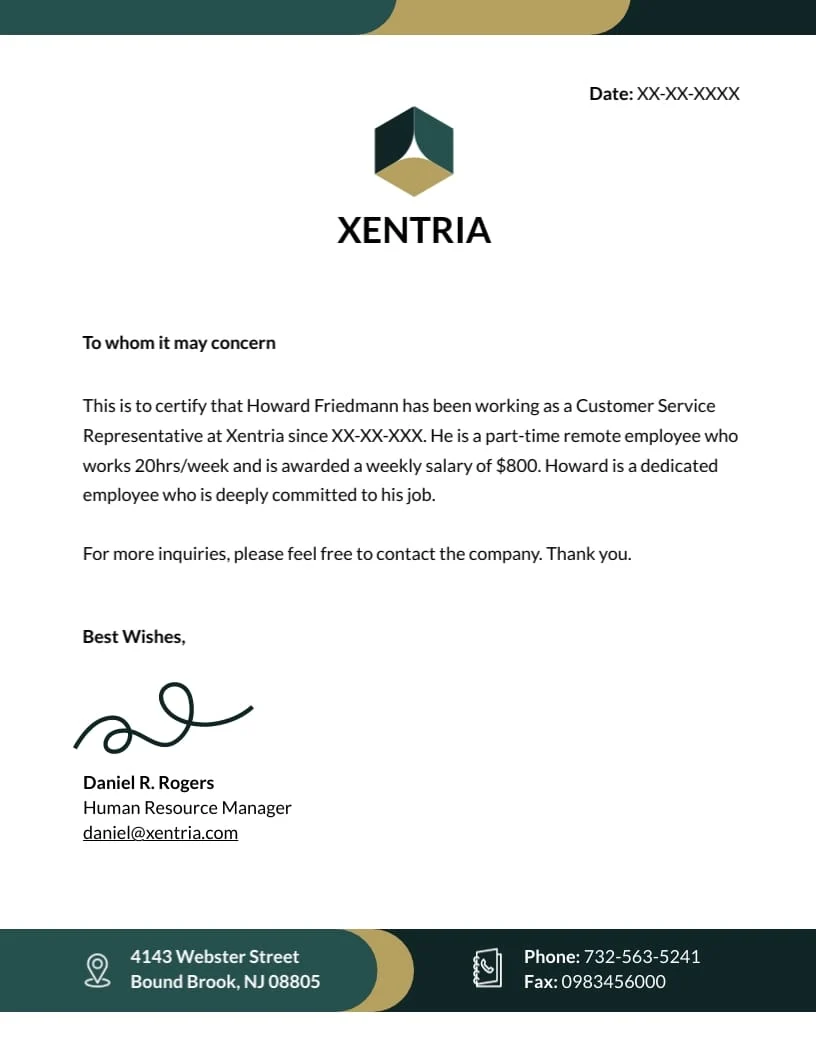 Date: XX-XX-XXXX
XENTRIA
To whom it may concern
This is to certify that Howard Friedmann has been working as a Customer Service
Representative at Xentria since XX-XX-XXX. He is a part-time remote employee who
works 20hrs/week and is awarded a weekly salary of $800. Howard is a dedicated
employee who is deeply committed to his job.
For more inquiries, please feel free to contact the company. Thank you.
Best Wishes,
Daniel R. Rogers
Human Resource Manager
daniel@xentria.com
4143 Webster Street
Bound Brook, NJ 08805
Phone: 732-563-5241
Fax: 0983456000